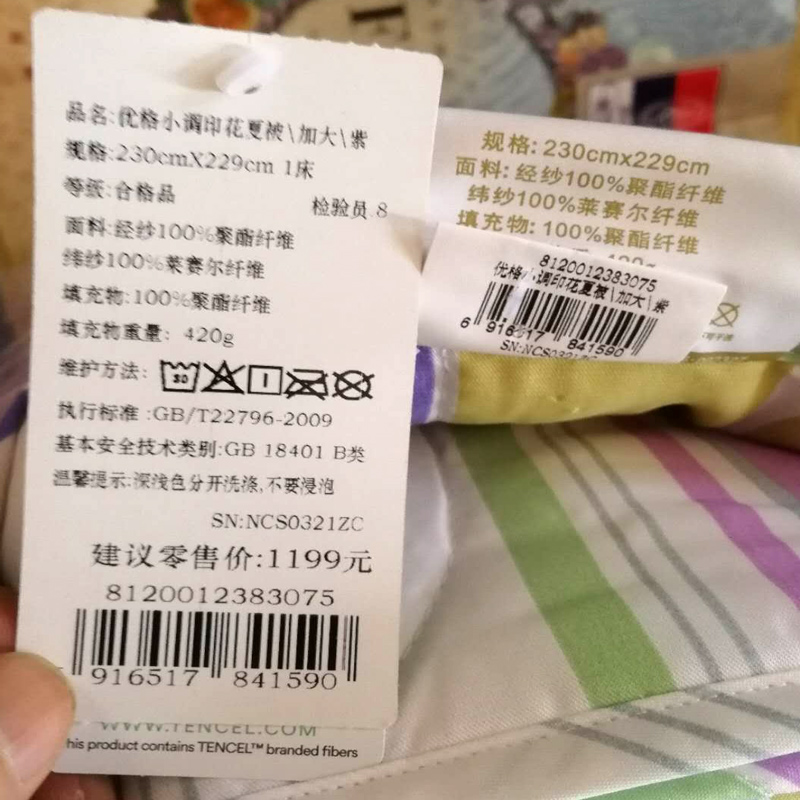 品名:优格小调印花夏被\加大\紫
规格:230cmX229cm 1床
等级:合格品
检验员.8
面料:经纱100%聚酯纤维
纬纱100%莱赛尔纤维
填充物:100%聚酯纤维
填充物重量: 420g
维护方法:
30
执行标准 :GB/T22796-2009
基本安全技术类别:GB 18401 B类
温馨提示:深浅色分开洗涤,不要浸泡
SN:NCS0321ZC
建议零售价:1199元
8120012383075
6 916517 841590
WWW.TENCEL.COM
his product contains TENCEL™ branded fibers
规格: 230cmx229cm
面料: 经纱100%聚酯纤维
纬纱100%莱赛尔纤维
填充物: 100%聚酯纤维
420g
8120012383075
优格小调印花夏被\加大\紫
6 916517 841590
SN:NCS0321ZC